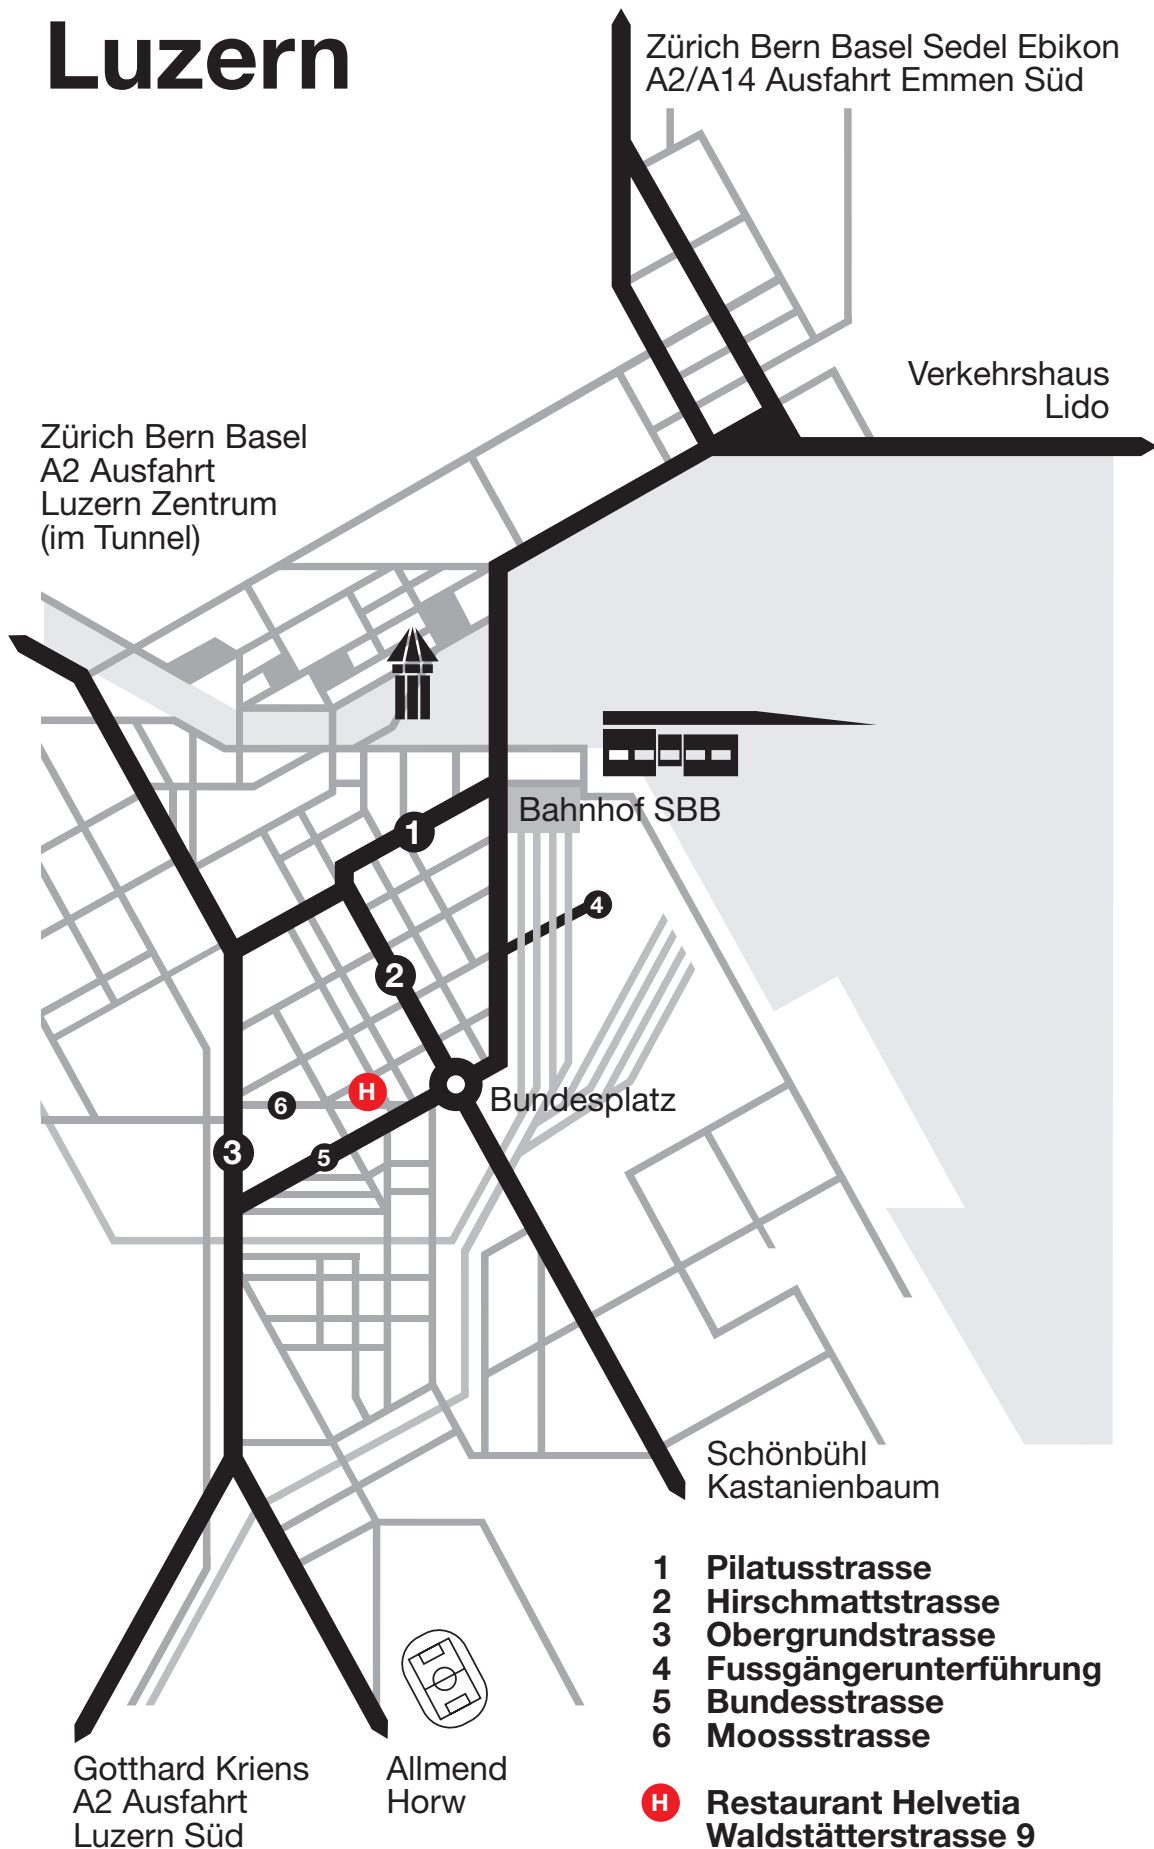 Luzern
Zürich Bern Basel Sedel Ebikon
A2/A14 Ausfahrt Emmen Süd
Verkehrshaus
Lido
Zürich Bern Basel
A2 Ausfahrt
Luzern Zentrum
(im Tunnel)
Bahnhof SBB
1
4
2
H
Bundesplatz
6
3
5
Schönbühl
Kastanienbaum
1 Pilatusstrasse
2 Hirschmattstrasse
3 Obergrundstrasse
4 Fussgängerunterführung
5 Bundesstrasse
6 Moossstrasse
Gotthard Kriens
A2 Ausfahrt
Luzern Süd
Allmend
Horw
H Restaurant Helvetia
Waldstätterstrasse 9